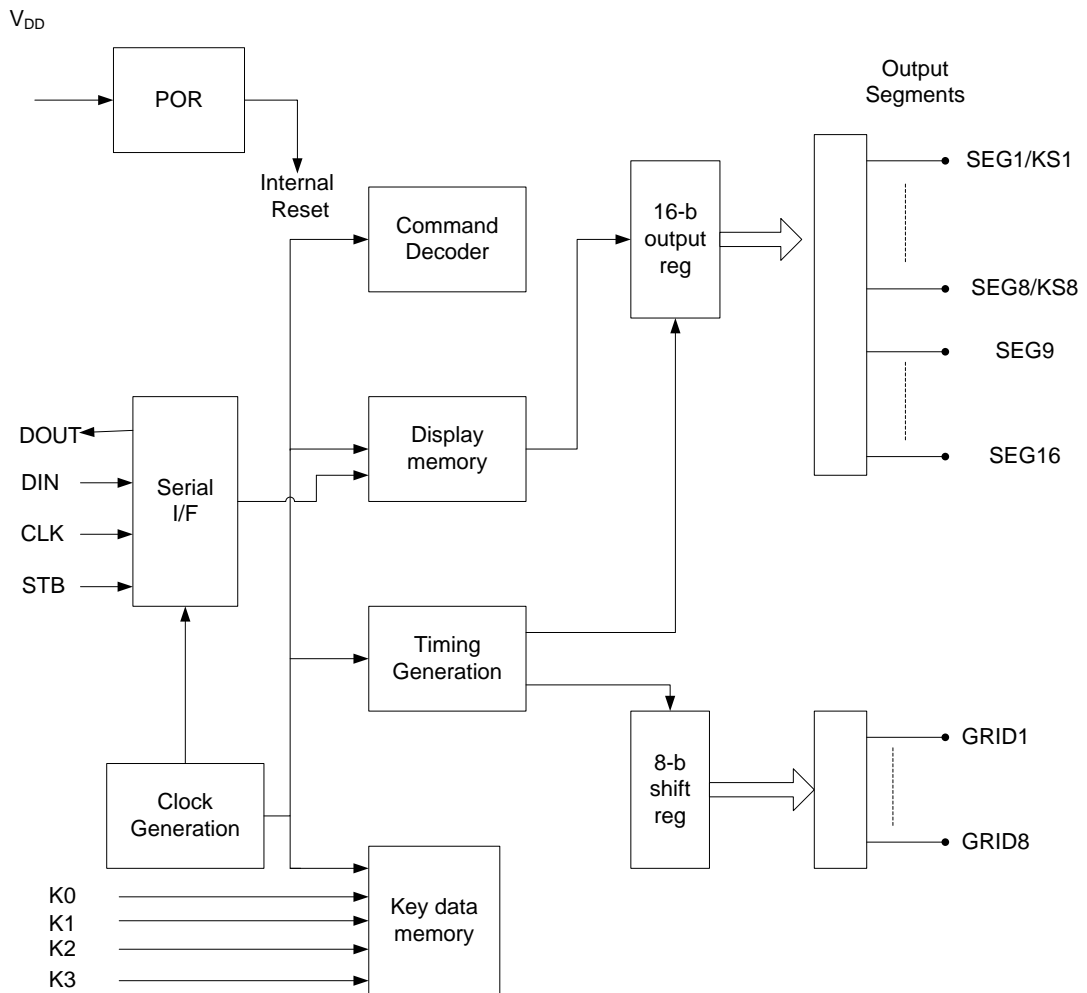 VDD
POR
Internal
Reset
Command
Decoder
16-b
output
reg
Output
Segments
SEG1/KS1
SEG8/KS8
SEG9
SEG16
DOUT
DIN
CLK
STB
Serial
I/F
Display
memory
Timing
Generation
8-b
shift
reg
GRID1
GRID8
Clock
Generation
K0
K1
K2
K3
Key data
memory